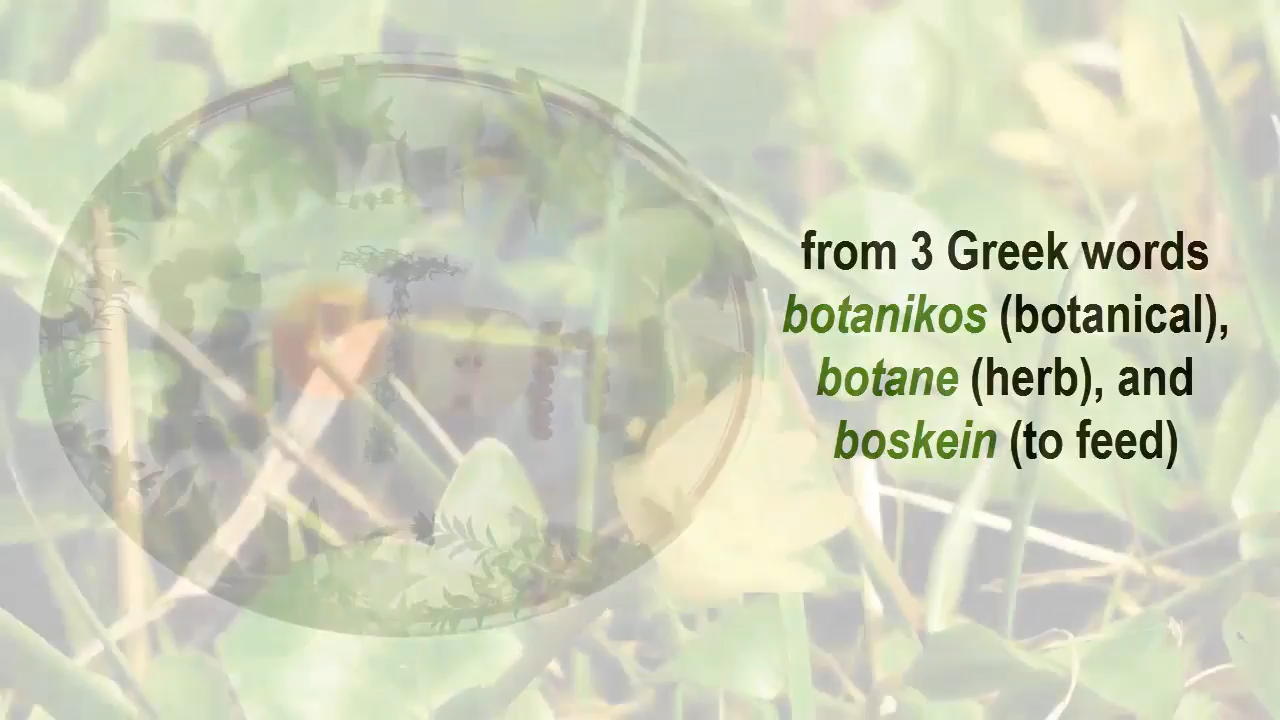 from 3 Greek words
botanikos (botanical),
botane (herb), and
boskein (to feed)